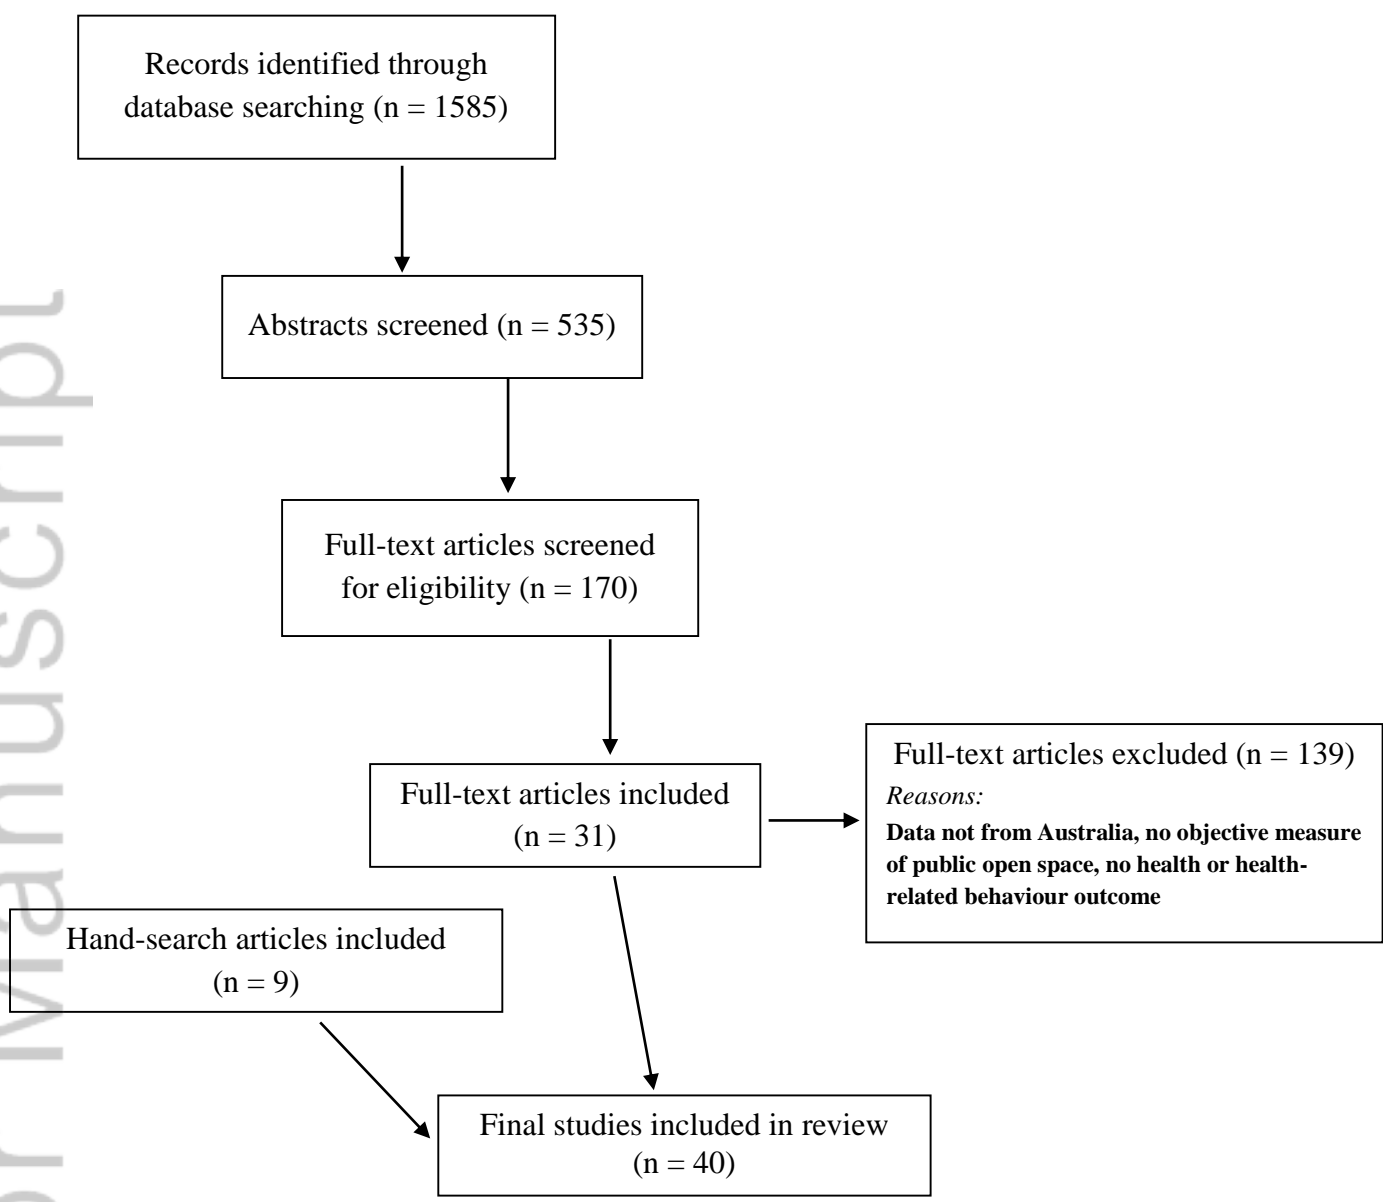 Records identified through
database searching (n = 1585)
Abstracts screened (n = 535)
Full-text articles screened
for eligibility (n = 170)
Full-text articles included
(n = 31)
Full-text articles excluded (n = 139)
Reasons:
Data not from Australia, no objective measure
of public open space, no health or health-
related behaviour outcome
Hand-search articles included
(n = 9)
Final studies included in review
(n = 40)
or Manuscript